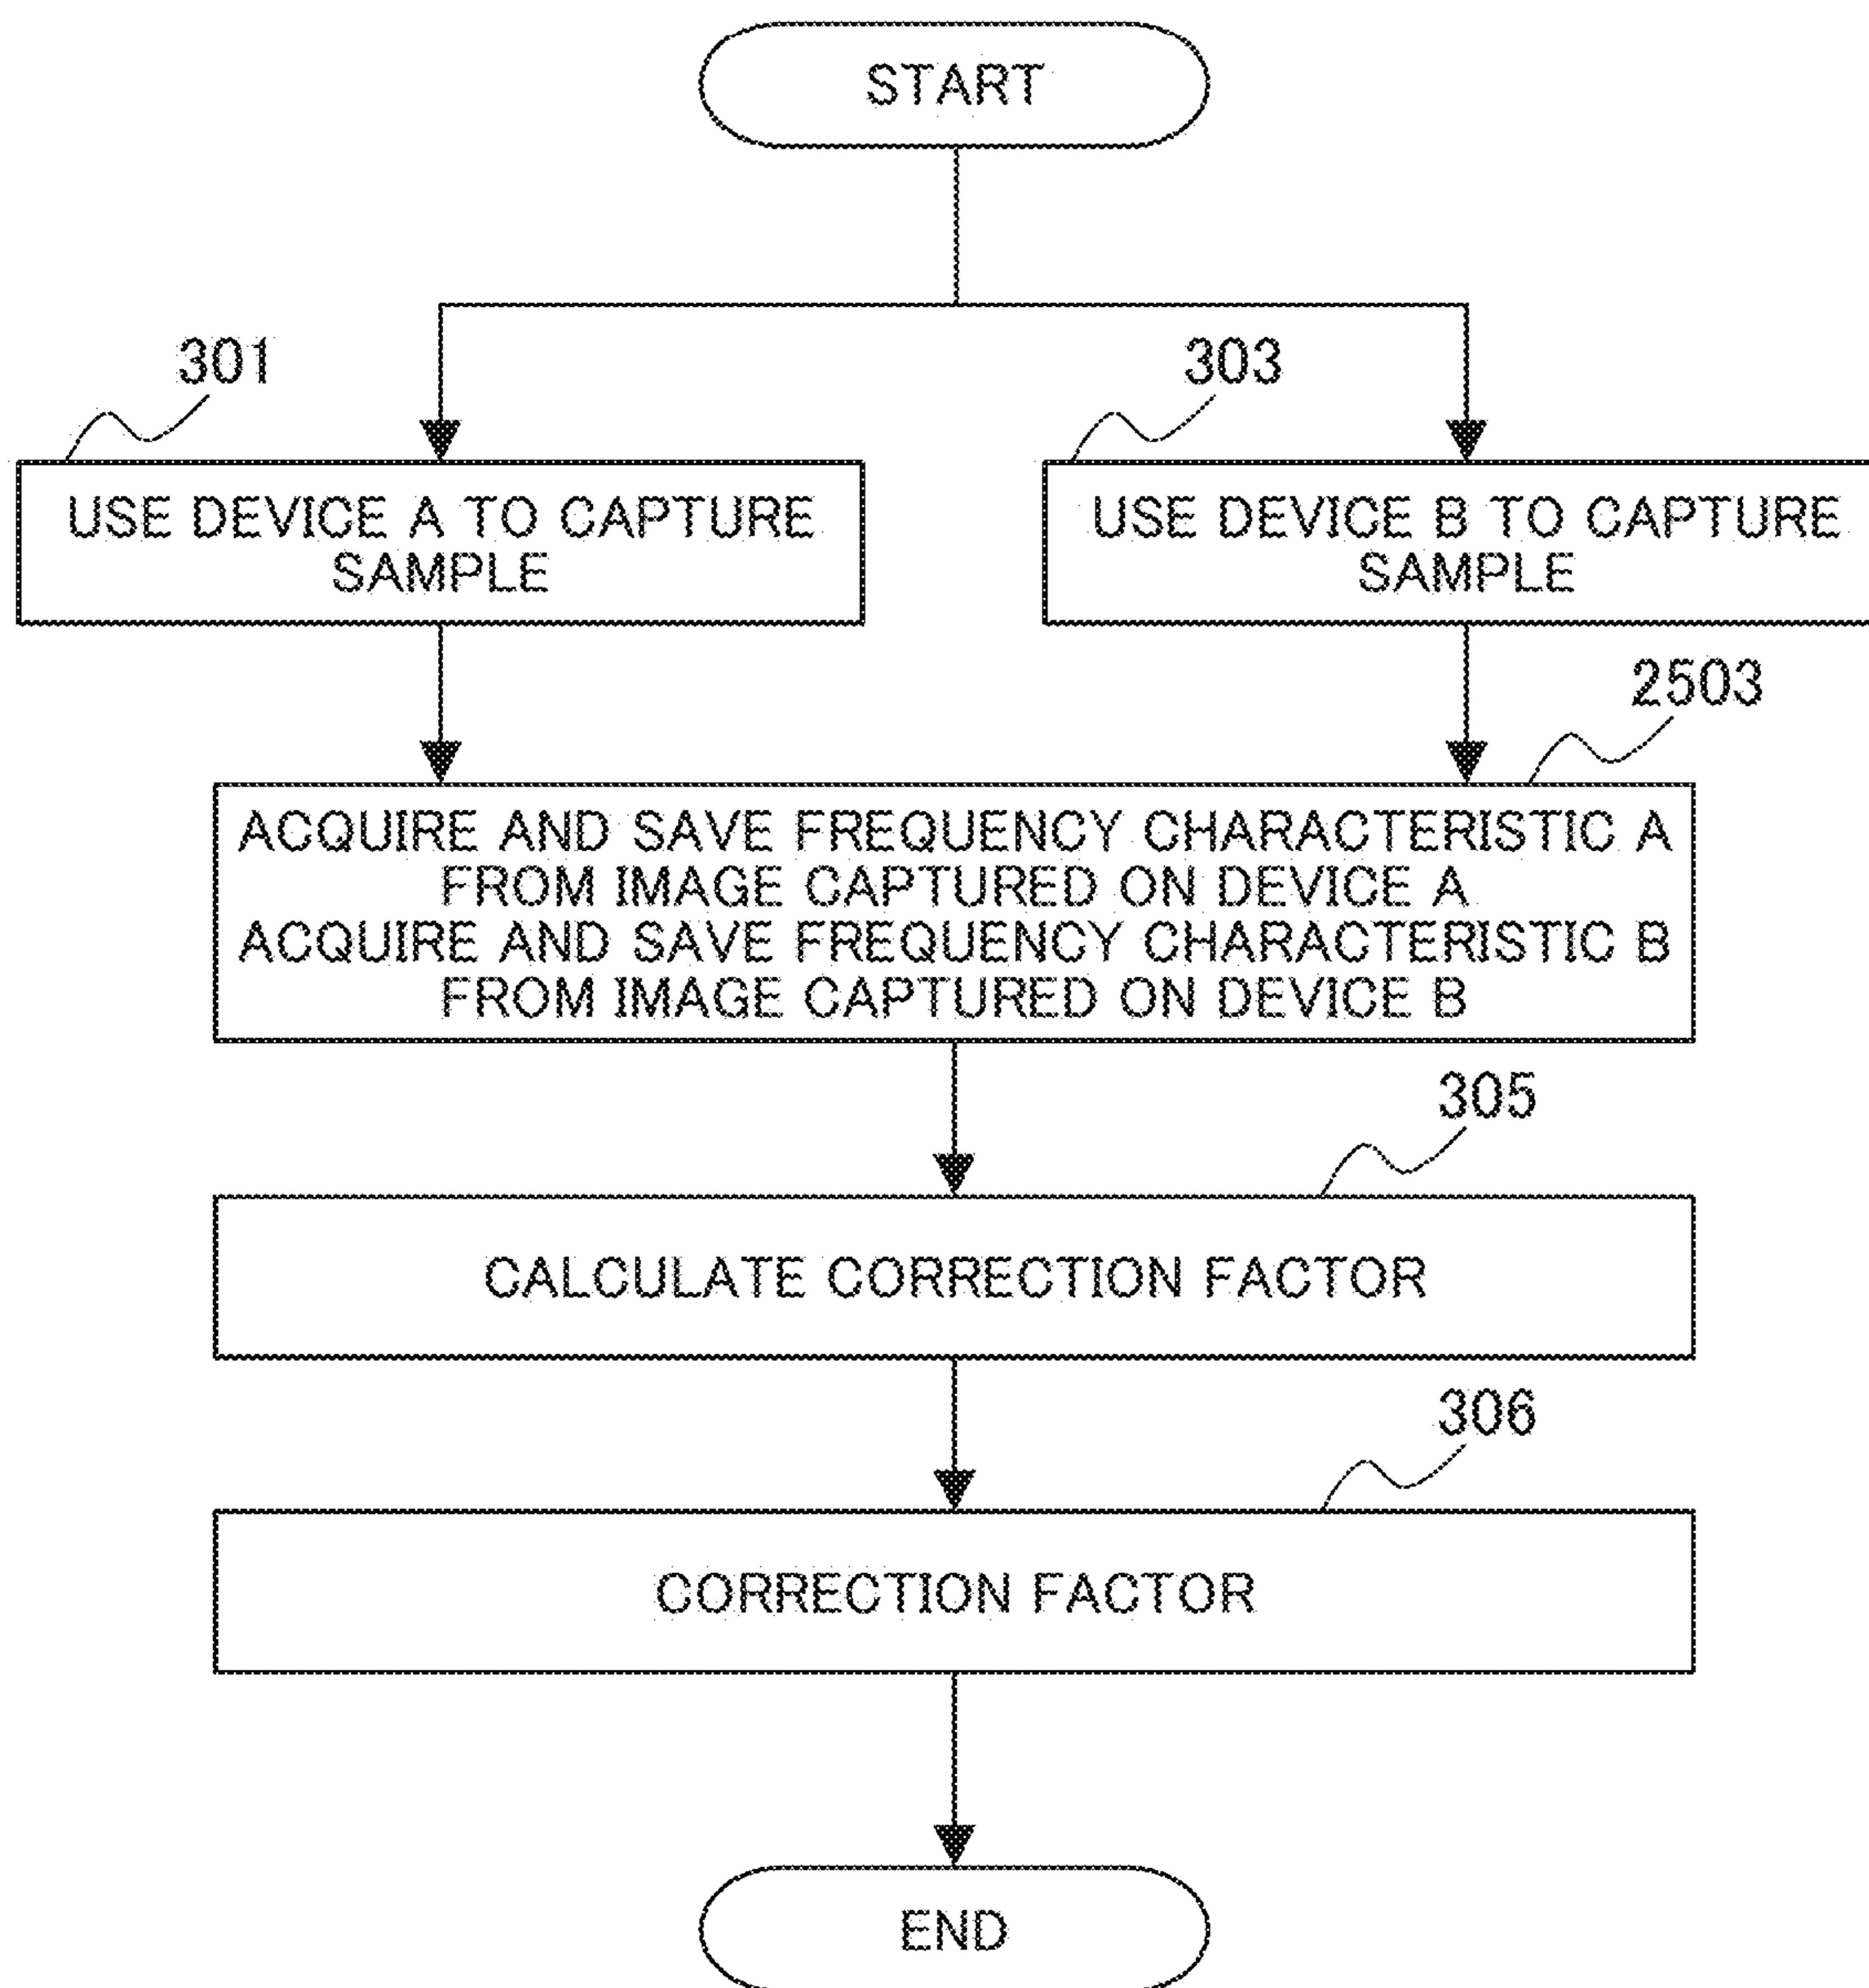 START
301
303
USE DEVICE A TO CAPTURE
SAMPLE
USE DEVICE B TO CAPTURE
SAMPLE
2503
ACQUIRE AND SAVE FREQUENCY CHARACTERISTIC A
FROM IMAGE CAPTURED ON DEVICE A
ACQUIRE AND SAVE FREQUENCY CHARACTERISTIC B
FROM IMAGE CAPTURED ON DEVICE B
305
CALCULATE CORRECTION FACTOR
306
CORRECTION FACTOR
END